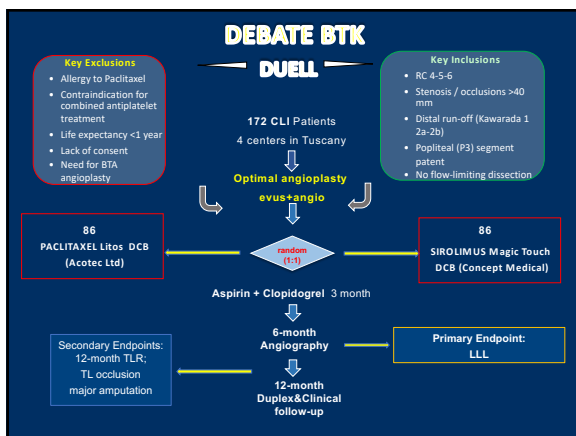 DEBATE BTK
DUELL
Key Exclusions
• Allergy to Paclitaxel
• Contraindication for
combined antiplatelet
treatment
• Life expectancy <1 year
• Lack of consent
• Need for BTA
angioplasty
Key Inclusions
• RC 4-5-6
• Stenosis / occlusions >40
mm
• Distal run-off (Kawarada 1
2a-2b)
• Popliteal (P3) segment
patent
• No flow-limiting dissection
172 CLI Patients
4 centers in Tuscany
Optimal angioplasty
evus+angio
86
PACLITAXEL Litos DCB
(Acotec Ltd)
random
(1:1)
86
SIROLIMUS Magic Touch
DCB (Concept Medical)
Aspirin + Clopidogrel 3 month
6-month
Angiography
Primary Endpoint:
LLL
Secondary Endpoints:
12-month TLR;
TL occlusion
major amputation
12-month
Duplex&Clinical
follow-up